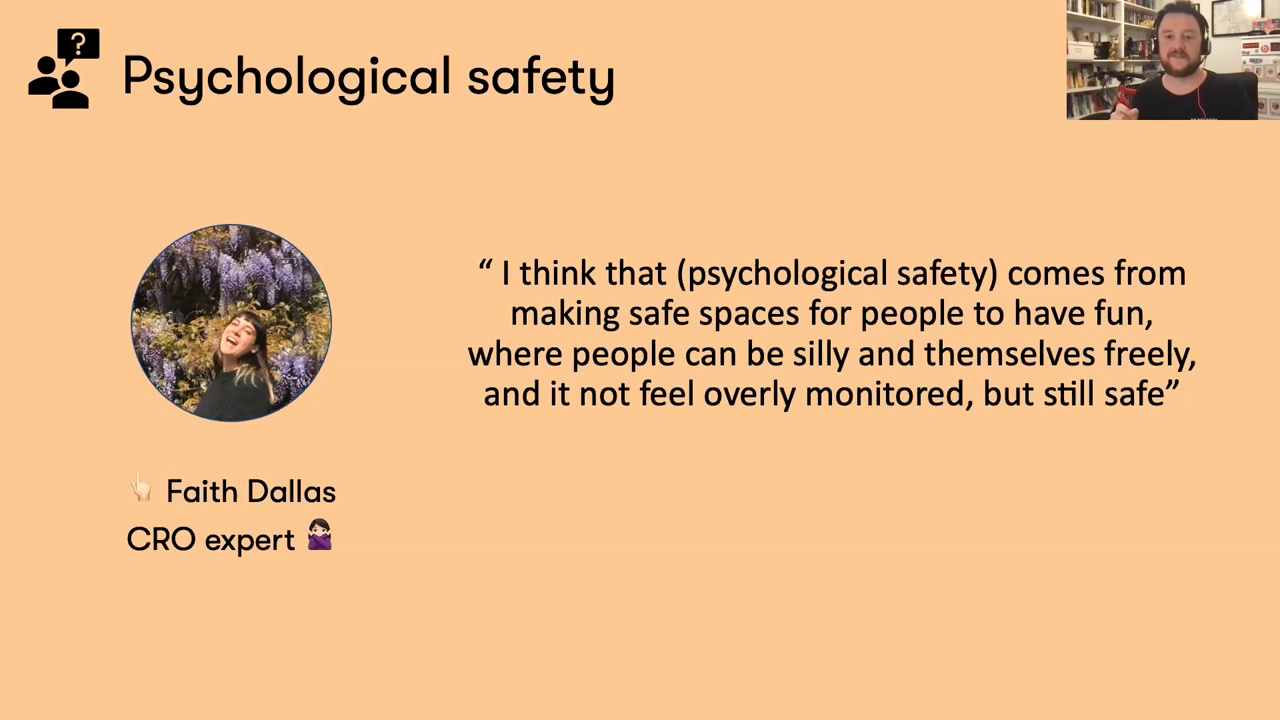 ?
Psychological safety
“ I think that (psychological safety) comes from
making safe spaces for people to have fun,
where people can be silly and themselves freely,
and it not feel overly monitored, but still safe”
Faith Dallas
CRO expert